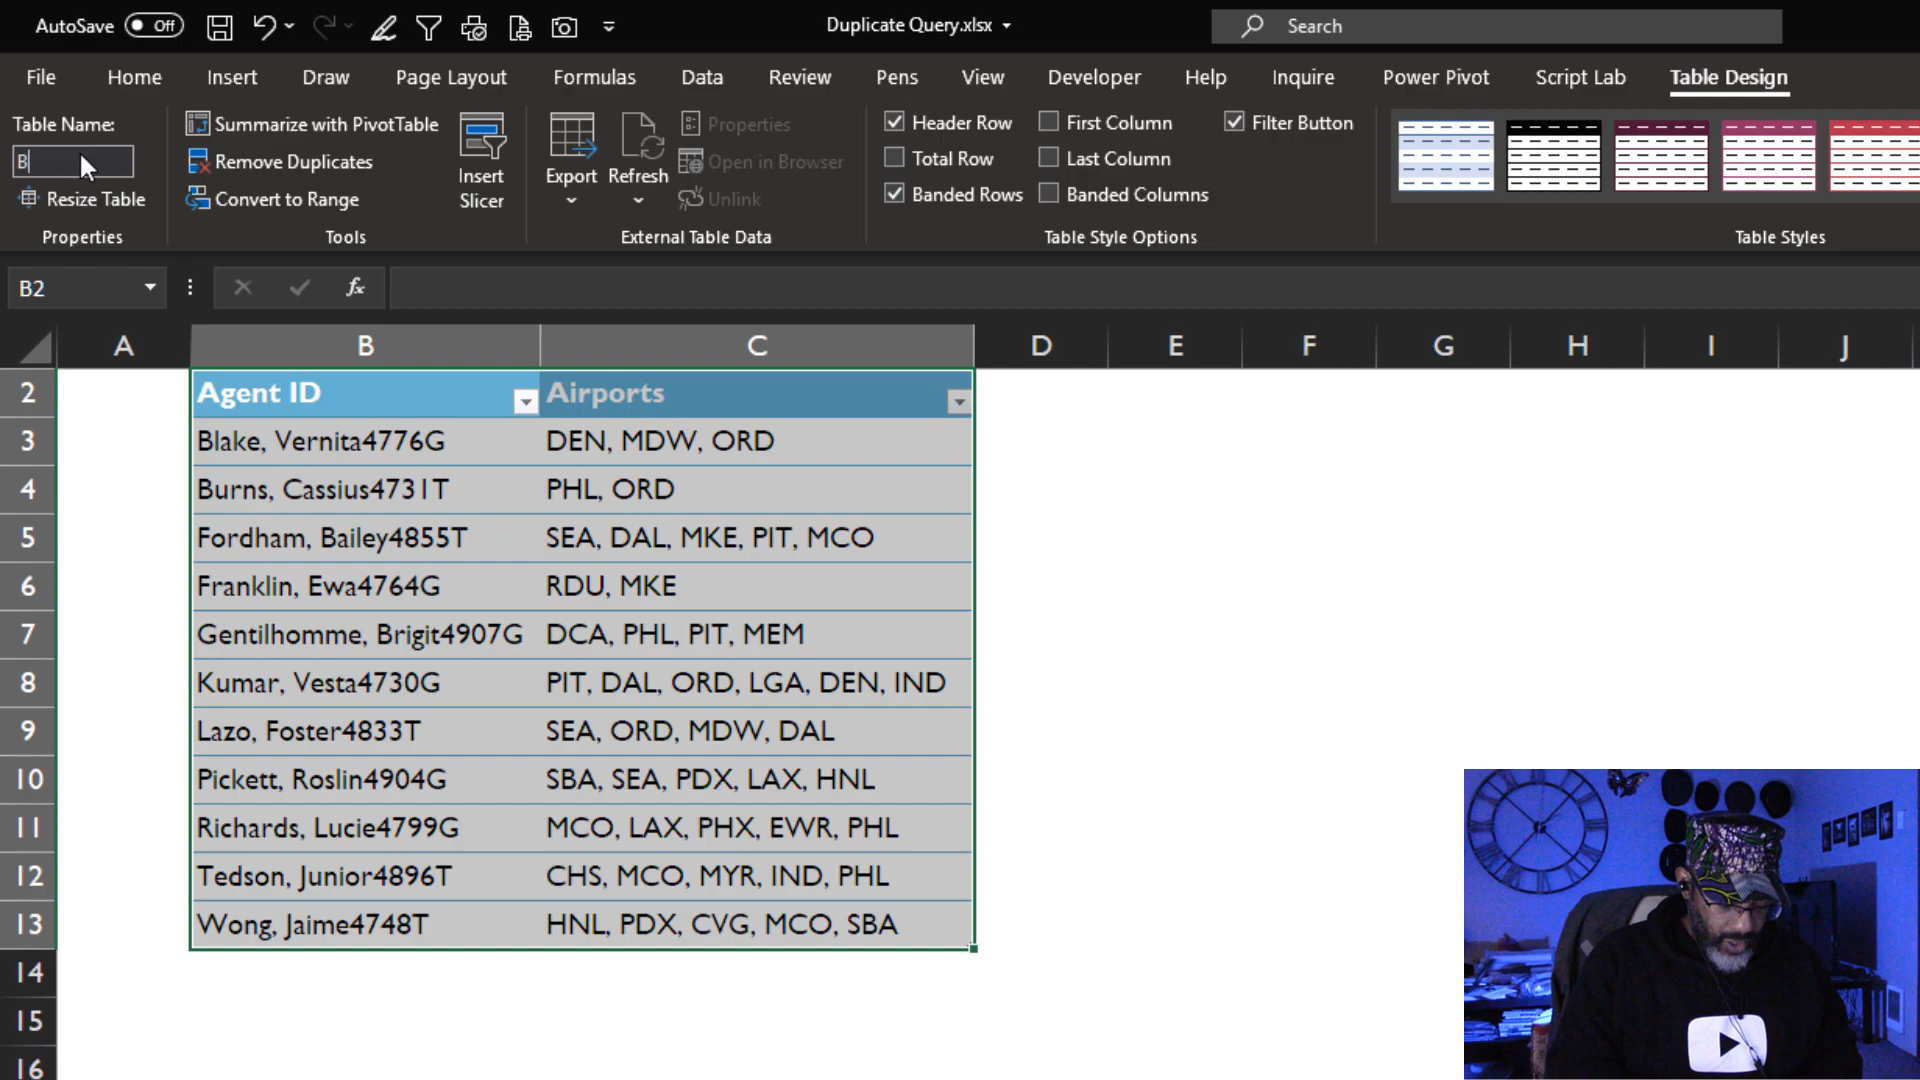 AutoSave Off Duplicate Query.xlsx Search
File Home Insert Draw Page Layout Formulas Data Review Pens View Developer Help Inquire Power Pivot Script Lab Table Design
Table Name:
B
Resize Table
Properties
Summarize with PivotTable
Remove Duplicates
Convert to Range
Tools
Insert
Slicer
Export
Refresh
Properties
Open in Browser
Unlink
External Table Data
Header Row First Column Filter Button
Total Row Last Column
Banded Rows Banded Columns
Table Style Options
Table Styles
B2 fx
A B C D E F G H I J
2 Agent ID Airports
3 Blake, Vernita4776G DEN, MDW, ORD
4 Burns, Cassius4731T PHL, ORD
5 Fordham, Bailey4855T SEA, DAL, MKE, PIT, MCO
6 Franklin, Ewa4764G RDU, MKE
7 Gentilhomme, Brigit4907G DCA, PHL, PIT, MEM
8 Kumar, Vesta4730G PIT, DAL, ORD, LGA, DEN, IND
9 Lazo, Foster4833T SEA, ORD, MDW, DAL
10 Pickett, Roslin4904G SBA, SEA, PDX, LAX, HNL
11 Richards, Lucie4799G MCO, LAX, PHX, EWR, PHL
12 Tedson, Junior4896T CHS, MCO, MYR, IND, PHL
13 Wong, Jaime4748T HNL, PDX, CVG, MCO, SBA
14
15
16